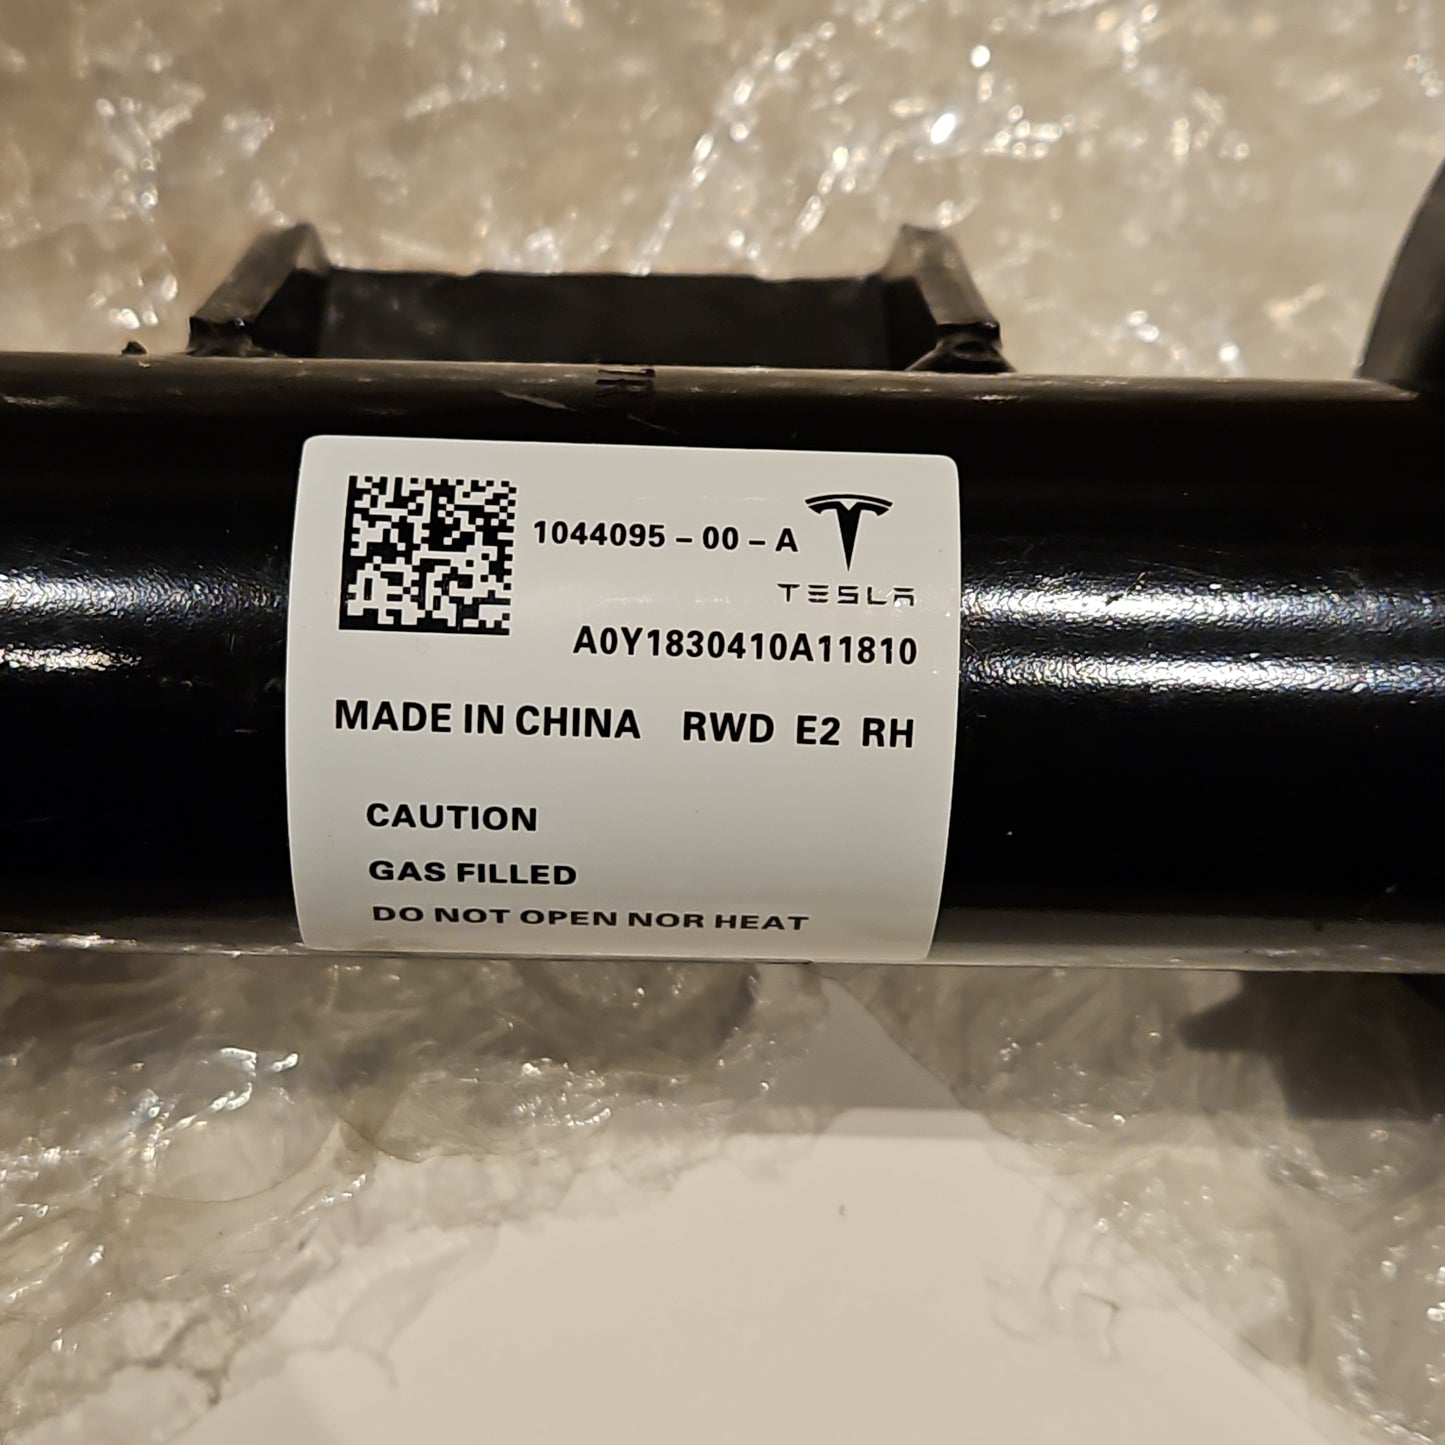 1044095-00-A
TESLA
A0Y1830410A11810
MADE IN CHINA RWD E2 RH
CAUTION
GAS FILLED
DO NOT OPEN NOR HEAT